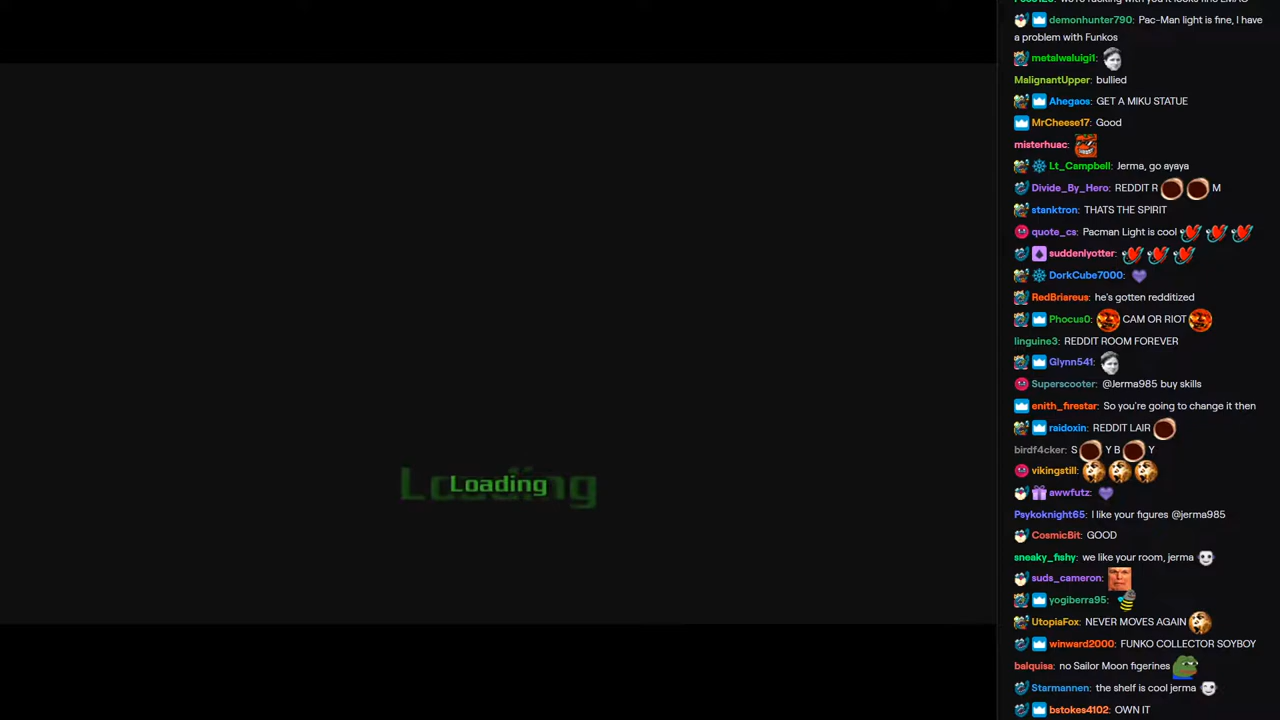 Loading
Loading
demonhunter790: Pac-Man light is fine, I have
a problem with Funkos
metalwaluigi1:
MalignantUpper: bullied
Ahegaos: GET A MIKU STATUE
MrCheese17: Good
misterhuac:
Lt_Campbell: Jerma, go ayaya
Divide_By_Hero: REDDIT R M
stanktron: THATS THE SPIRIT
quote_cs: Pacman Light is cool
suddenlyotter:
DorkCube7000:
RedBriareus: he's gotten redditized
Phocus0: CAM OR RIOT
linguine3: REDDIT ROOM FOREVER
Glynn541:
Superscooter: @Jerma985 buy skills
enith_firestar: So you're going to change it then
raidoxin: REDDIT LAIR
birdf4cker: S Y B Y
vikingstill:
awwfutz:
Psykoknight65: I like your figures @jerma985
CosmicBit: GOOD
sneaky_fishy: we like your room, jerma
suds_cameron:
yogiberra95:
UtopiaFox: NEVER MOVES AGAIN
winward2000: FUNKO COLLECTOR SOYBOY
balquisa: no Sailor Moon figerines
Starmannen: the shelf is cool jerma
bstokes4102: OWN IT